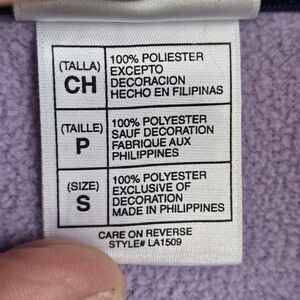 (TALLA)
CH
100% POLIESTER
EXCEPTO
DECORACION
HECHO EN FILIPINAS
(TAILLE)
P
100% POLYESTER
SAUF DECORATION
FABRIQUE AUX
PHILIPPINES
(SIZE)
S
100% POLYESTER
EXCLUSIVE OF
DECORATION
MADE IN PHILIPPINES
CARE ON REVERSE
STYLE# LA1509